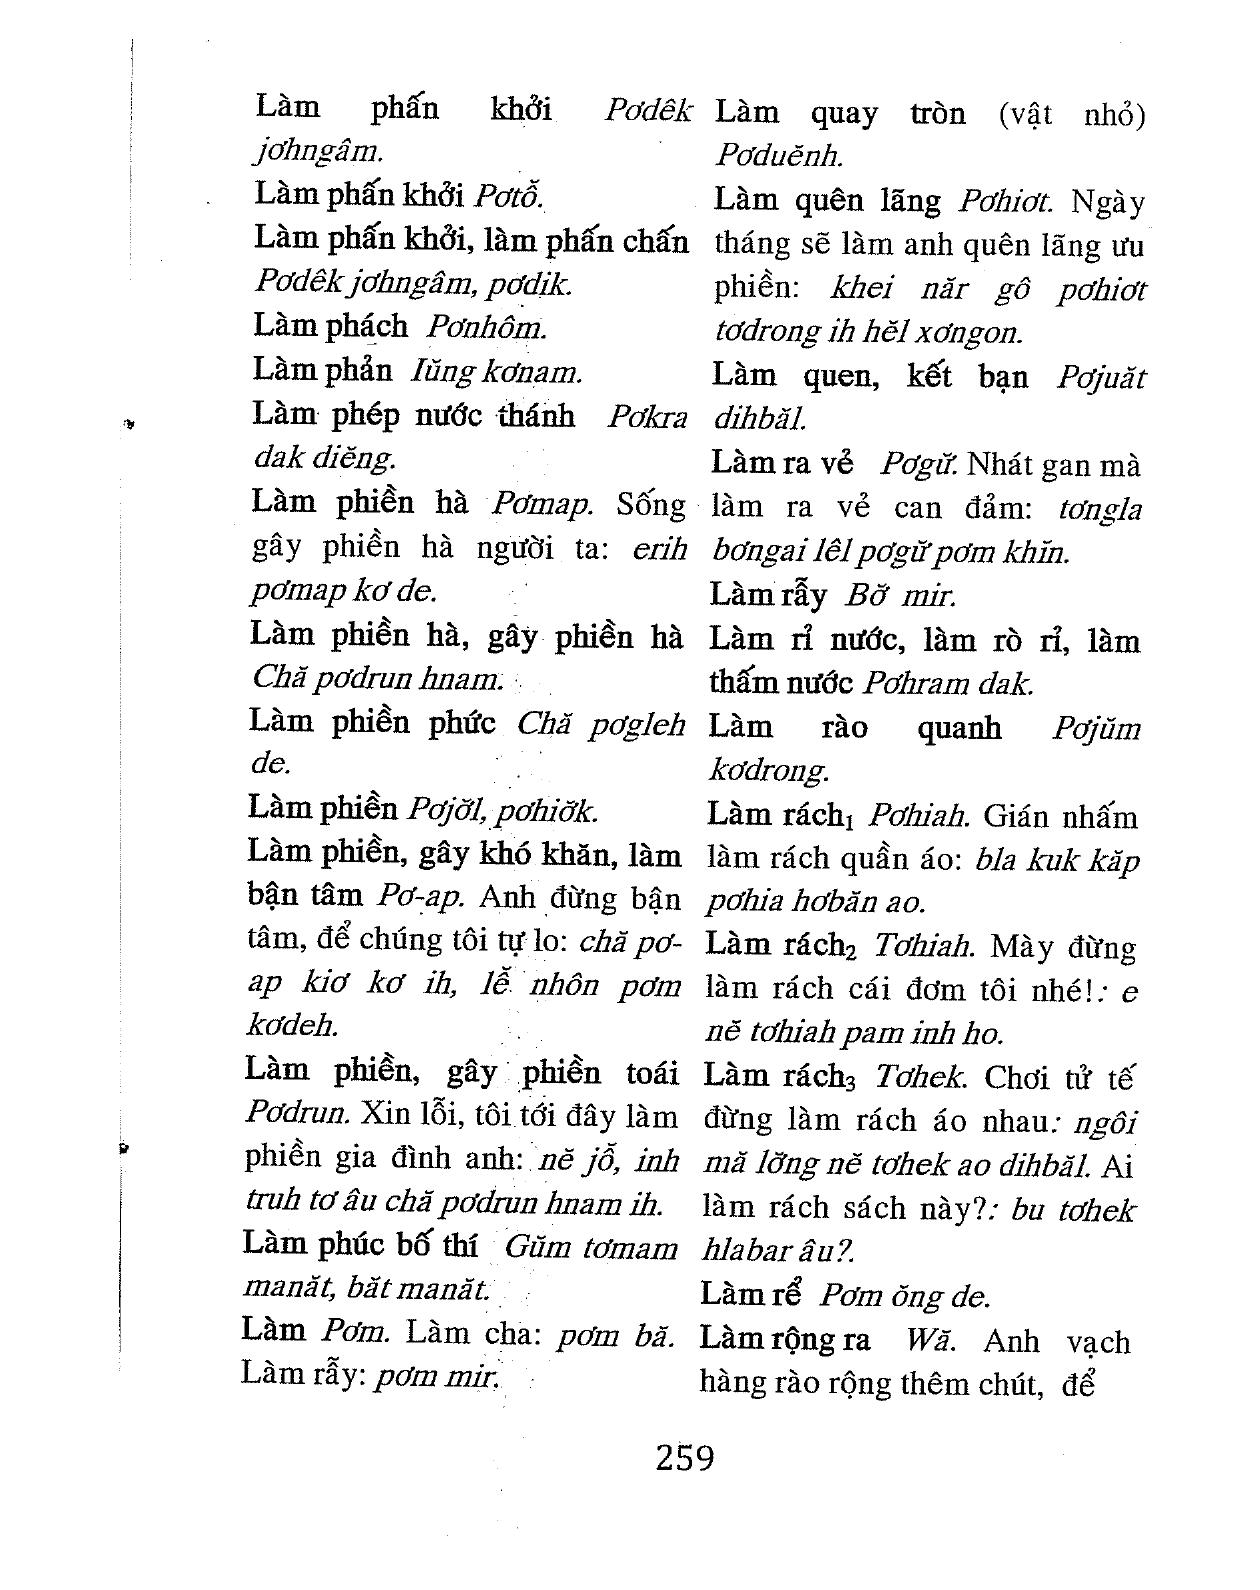 Làm phấn khởi Pơdêk
jơhngâm.
Làm phấn khởi Pơtỗ.
Làm phấn khởi, làm phấn chấn
Pơdêk jơhngâm, pơdik.
Làm phách Pơnhôm.
Làm phản Iŭng kơnam.
Làm phép nước thánh Pơkra
dak diĕng.
Làm phiền hà Pơmap. Sống
gây phiền hà người ta: erih
pơmap kơ de.
Làm phiền hà, gây phiền hà
Chă pơdrun hnam.
Làm phiền phức Chă pơgleh
de.
Làm phiền Pơjơ̆l, pơhiơ̆k.
Làm phiền, gây khó khăn, làm
bận tâm Pơ-ap. Anh đừng bận
tâm, để chúng tôi tự lo: chă pơ-
ap kiơ kơ ih, lễ nhôn pơm
kơdeh.
Làm phiền, gây phiền toái
Pơdrun. Xin lỗi, tôi tới đây làm
phiền gia đình anh: nĕ jỗ, inh
truh tơ âu chă pơdrun hnam ih.
Làm phúc bố thí Gŭm tơmam
manăt, băt manăt.
Làm Pơm. Làm cha: pơm bă.
Làm rẫy: pơm mir.
Làm quay tròn (vật nhỏ)
Pơduĕnh.
Làm quên lãng Pơhiơt. Ngày
tháng sẽ làm anh quên lãng ưu
phiền: khei năr gô pơhiơt
tơdrong ih hĕl xơngon.
Làm quen, kết bạn Pơjuăt
dihbăl.
Làm ra vẻ Pơgư̆. Nhát gan mà
làm ra vẻ can đảm: tơngla
bơngai lêl pơgư̆ pơm khĭn.
Làm rẫy Bơ̆ mir.
Làm rỉ nước, làm rò rỉ, làm
thấm nước Pơhram dak.
Làm rào quanh Pơjŭm
kơdrong.
Làm rách₁ Pơhiah. Gián nhấm
làm rách quần áo: bla kuk kăp
pơhia hơbăn ao.
Làm rách₂ Tơhiah. Mày đừng
làm rách cái đơm tôi nhé!: e
nĕ tơhiah pam inh ho.
Làm rách₃ Tơhek. Chơi tử tế
đừng làm rách áo nhau: ngôi
mă lơ̆ng nĕ tơhek ao dihbăl. Ai
làm rách sách này?: bu tơhek
hlabar âu?.
Làm rể Pơm ŏng de.
Làm rộng ra Wă. Anh vạch
hàng rào rộng thêm chút, để
259